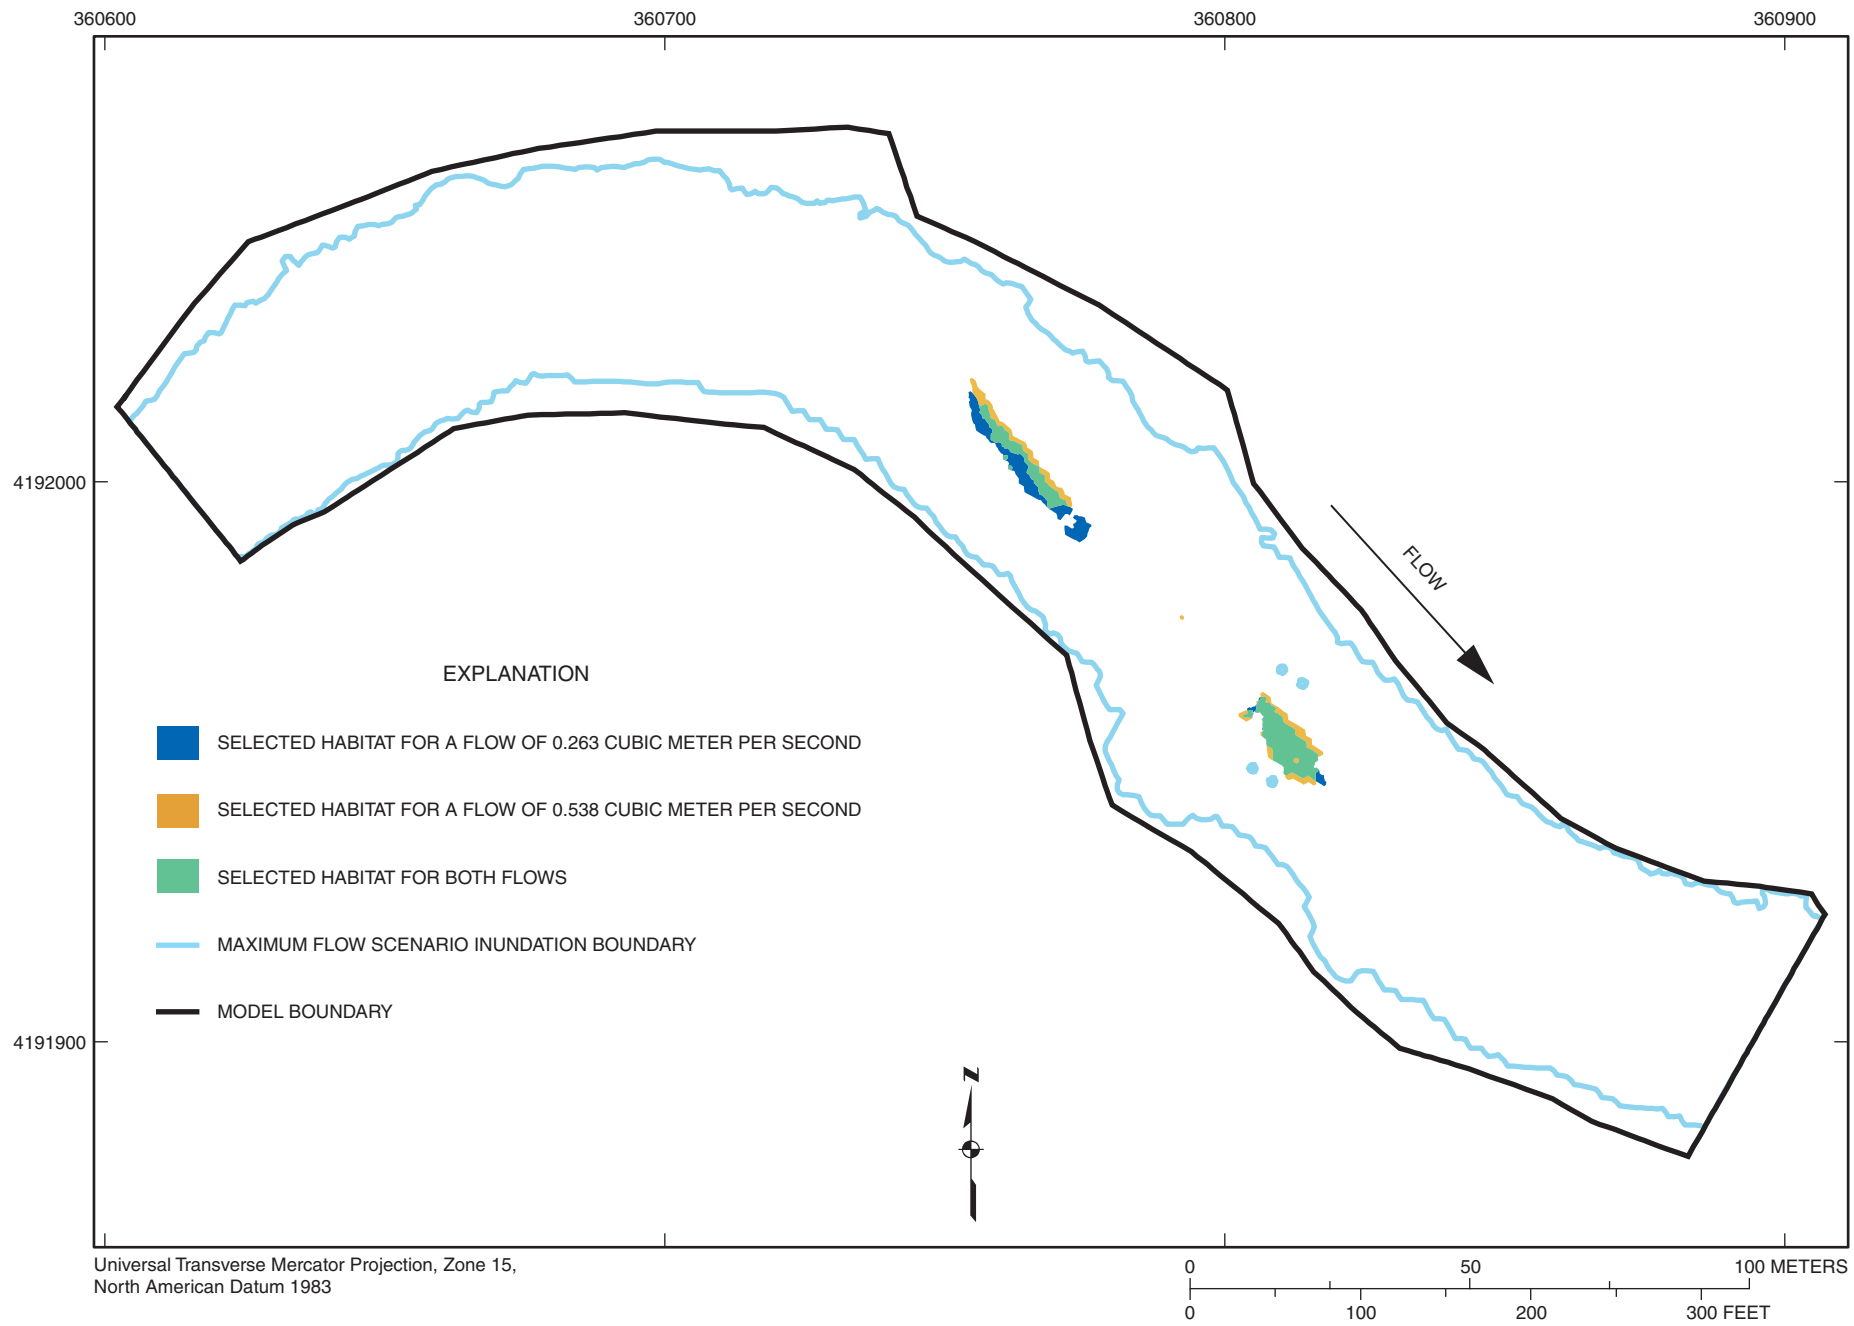 360600
360700
360800
360900
4192000
FLOW
EXPLANATION
SELECTED HABITAT FOR A FLOW OF 0.263 CUBIC METER PER SECOND
SELECTED HABITAT FOR A FLOW OF 0.538 CUBIC METER PER SECOND
SELECTED HABITAT FOR BOTH FLOWS
MAXIMUM FLOW SCENARIO INUNDATION BOUNDARY
MODEL BOUNDARY
4191900
N
Universal Transverse Mercator Projection, Zone 15,
North American Datum 1983
0 50 100 METERS
0 100 200 300 FEET